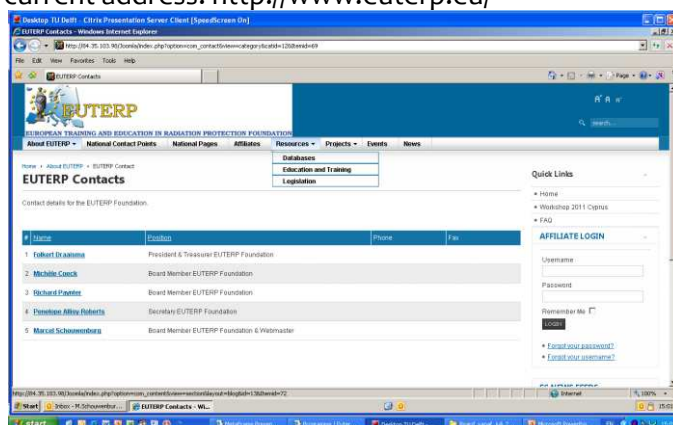 current address: http://www.euterp.eu/
Desktop TU Delft - Citrix Presentation Server Client [SpeedScreen On]
EUTERP Contacts - Windows Internet Explorer
EUTERP Contacts
File Edit View Favorites Tools Help
Page
EUTERP
EUROPEAN TRAINING AND EDUCATION IN RADIATION PROTECTION FOUNDATION
search...
About EUTERP National Contact Points National Pages Affiliates Resources Projects Events News
Databases
Education and Training
Legislation
Home About EUTERP EUTERP Contact
EUTERP Contacts
Contact details for the EUTERP Foundation.
# Name Position Phone Fax
1 Folkert Draaisma President & Treasurer EUTERP Foundation
2 Michèle Coeck Board Member EUTERP Foundation
3 Richard Paynter Board Member EUTERP Foundation
4 Penelope Allisy Roberts Secretary EUTERP Foundation
5 Marcel Schouwenburg Board Member EUTERP Foundation & Webmaster
Quick Links
Home
Workshop 2011 Cyprus
FAQ
AFFILIATE LOGIN
Username
Password
Remember Me
LOGIN
Forgot your password?
Forgot your username?
Internet 100%
Start Inbox - M.Schouwenbur... EUTERP Contacts - Wi... 15:01
start